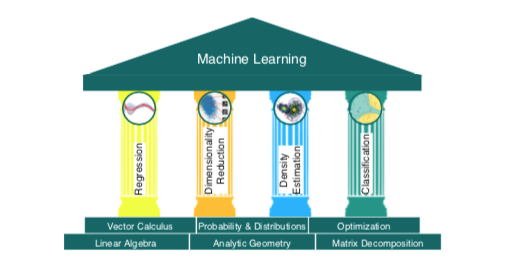 Machine Learning
Regression
Dimensionality
Reduction
Density
Estimation
Classification
Vector Calculus
Probability & Distributions
Optimization
Linear Algebra
Analytic Geometry
Matrix Decomposition